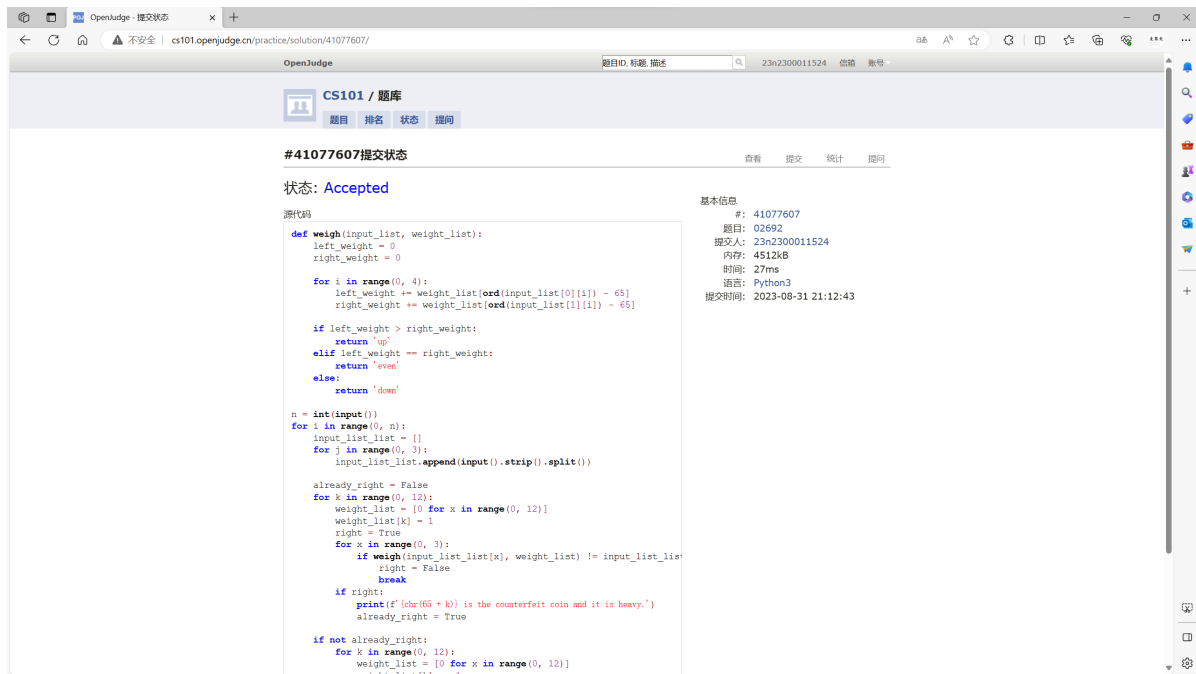 OpenJudge - 提交状态
不安全 cs101.openjudge.cn/practice/solution/41077607/
OpenJudge 题目ID, 标题, 描述 23n2300011524 信箱 账号
CS101 / 题库
题目 排名 状态 提问
#41077607提交状态 查看 提交 统计 提问
状态: Accepted
源代码
def weigh(input_list, weight_list):
    left_weight = 0
    right_weight = 0
    for i in range(0, 4):
        left_weight += weight_list[ord(input_list[0][i]) - 65]
        right_weight += weight_list[ord(input_list[1][i]) - 65]
    if left_weight > right_weight:
        return 'up'
    elif left_weight == right_weight:
        return 'even'
    else:
        return 'down'
n = int(input())
for i in range(0, n):
    input_list_list = []
    for j in range(0, 3):
        input_list_list.append(input().strip().split())
    already_right = False
    for k in range(0, 12):
        weight_list = [0 for x in range(0, 12)]
        weight_list[k] = 1
        right = True
        for x in range(0, 3):
            if weigh(input_list_list[x], weight_list) != input_list_lis
                right = False
                break
        if right:
            print(f'{chr(65 + k)} is the counterfeit coin and it is heavy.')
            already_right = True
    if not already_right:
        for k in range(0, 12):
            weight_list = [0 for x in range(0, 12)]
基本信息
#: 41077607
题目: 02692
提交人: 23n2300011524
内存: 4512kB
时间: 27ms
语言: Python3
提交时间: 2023-08-31 21:12:43